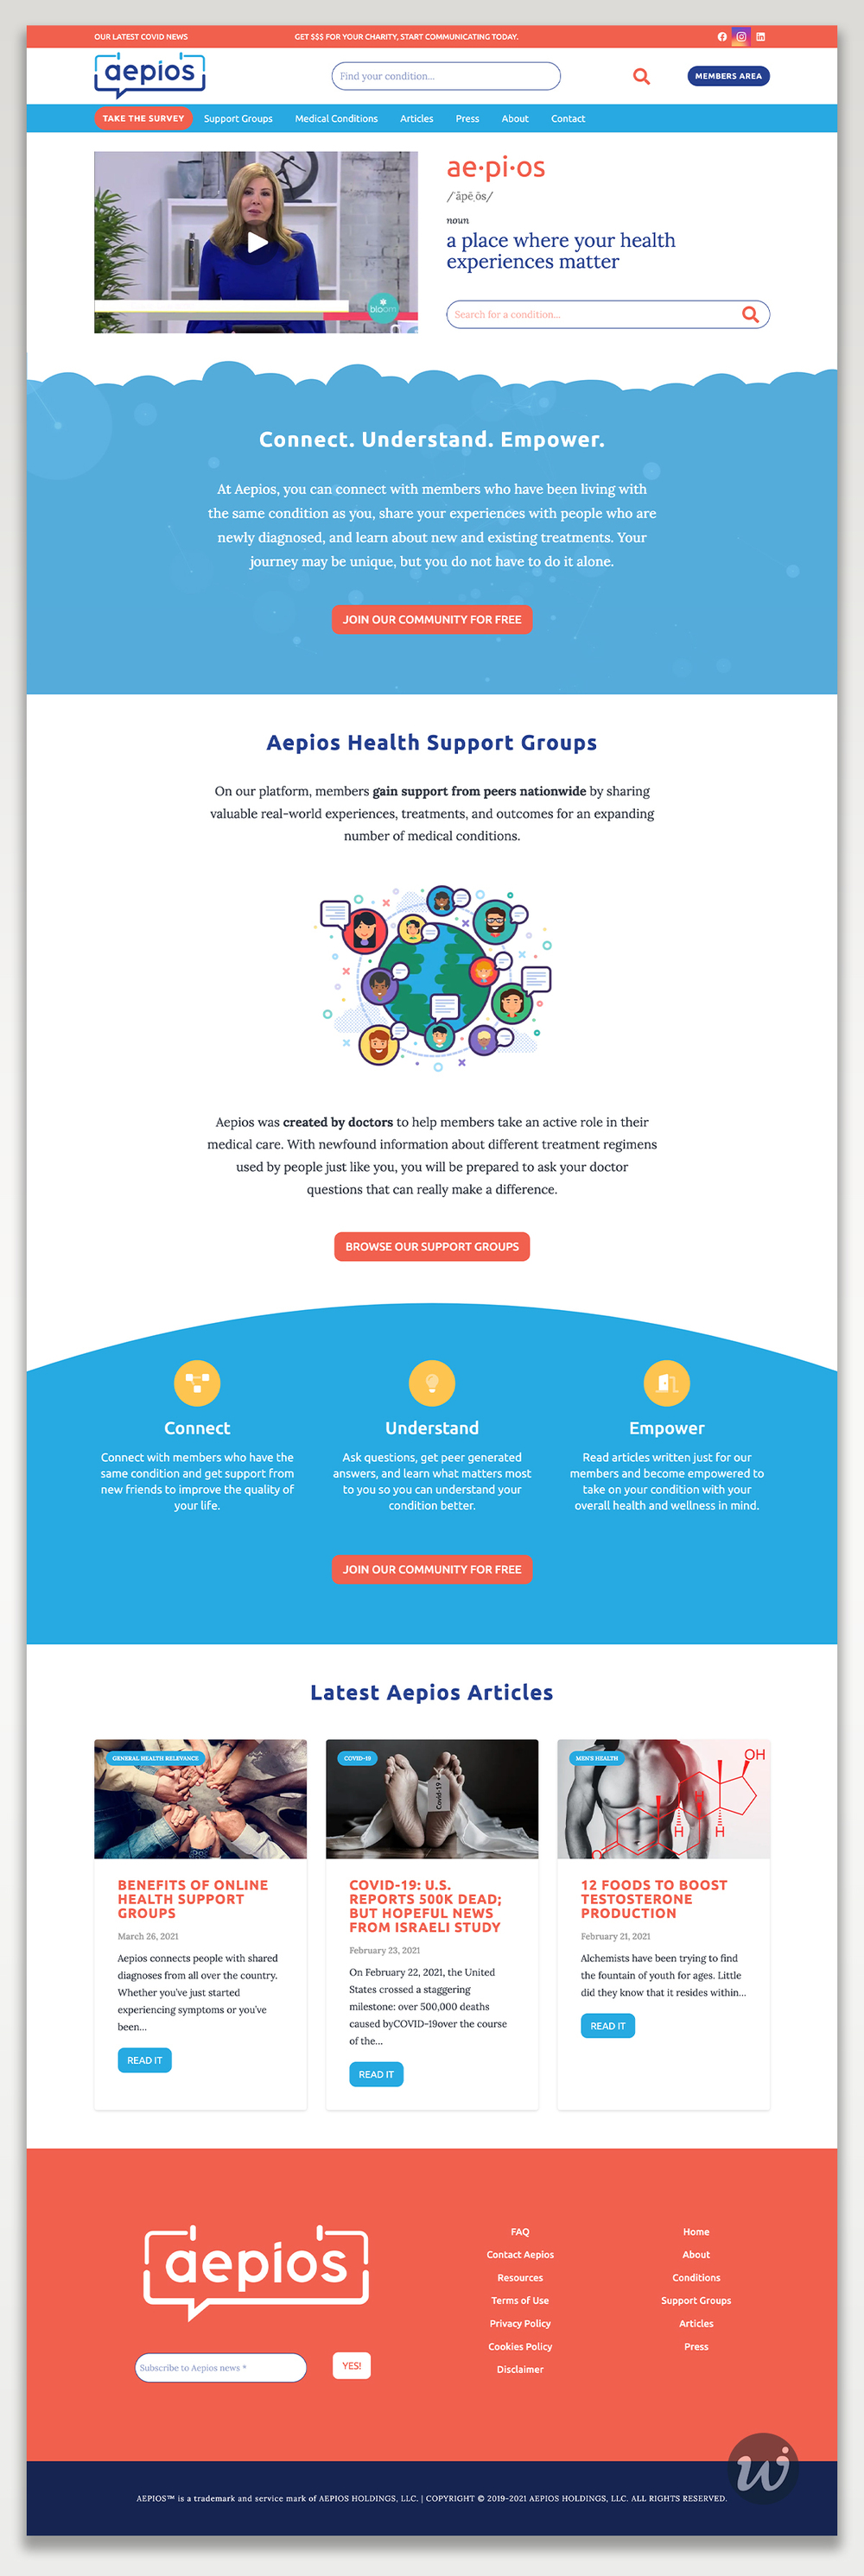 OUR LATEST COVID NEWS
GET $$$ FOR YOUR CHARITY, START COMMUNICATING TODAY.
aepios
Find your condition...
MEMBERS AREA
TAKE THE SURVEY
Support Groups
Medical Conditions
Articles
Press
About
Contact
bloom
ae•pi•os
noun
a place where your health
experiences matter
Search for a condition...
Connect. Understand. Empower.
At Aepios, you can connect with members who have been living with
the same condition as you, share your experiences with people who are
newly diagnosed, and learn about new and existing treatments. Your
journey may be unique, but you do not have to do it alone.
JOIN OUR COMMUNITY FOR FREE
Aepios Health Support Groups
On our platform, members gain support from peers nationwide by sharing
valuable real-world experiences, treatments, and outcomes for an expanding
number of medical conditions.
Aepios was created by doctors to help members take an active role in their
medical care. With newfound information about different treatment regimens
used by people just like you, you will be prepared to ask your doctor
questions that can really make a difference.
BROWSE OUR SUPPORT GROUPS
Connect
Connect with members who have the
same condition and get support from
new friends to improve the quality of
your life.
Understand
Ask questions, get peer generated
answers, and learn what matters most
to you so you can understand your
condition better.
Empower
Read articles written just for our
members and become empowered to
take on your condition with your
overall health and wellness in mind.
JOIN OUR COMMUNITY FOR FREE
Latest Aepios Articles
GENERAL HEALTH RELEVANCE
BENEFITS OF ONLINE
HEALTH SUPPORT
GROUPS
March 26, 2021
Aepios connects people with shared
diagnoses from all over the country.
Whether you've just started
experiencing symptoms or you've
been...
READ IT
COVID-19
Covid-19
COVID-19: U.S.
REPORTS 500K DEAD;
BUT HOPEFUL NEWS
FROM ISRAELI STUDY
February 23, 2021
On February 22, 2021, the United
States crossed a staggering
milestone: over 500,000 deaths
caused byCOVID-19over the course
of the...
READ IT
MEN'S HEALTH
OH
H
H
H
O
12 FOODS TO BOOST
TESTOSTERONE
PRODUCTION
February 21, 2021
Alchemists have been trying to find
the fountain of youth for ages. Little
did they know that it resides within...
READ IT
aepios
Subscribe to Aepios news *
YES!
FAQ
Contact Aepios
Resources
Terms of Use
Privacy Policy
Cookies Policy
Disclaimer
Home
About
Conditions
Support Groups
Articles
Press
w
AEPIOS™ is a trademark and service mark of AEPIOS HOLDINGS, LLC. | COPYRIGHT © 2019-2021 AEPIOS HOLDINGS, LLC. ALL RIGHTS RESERVED.